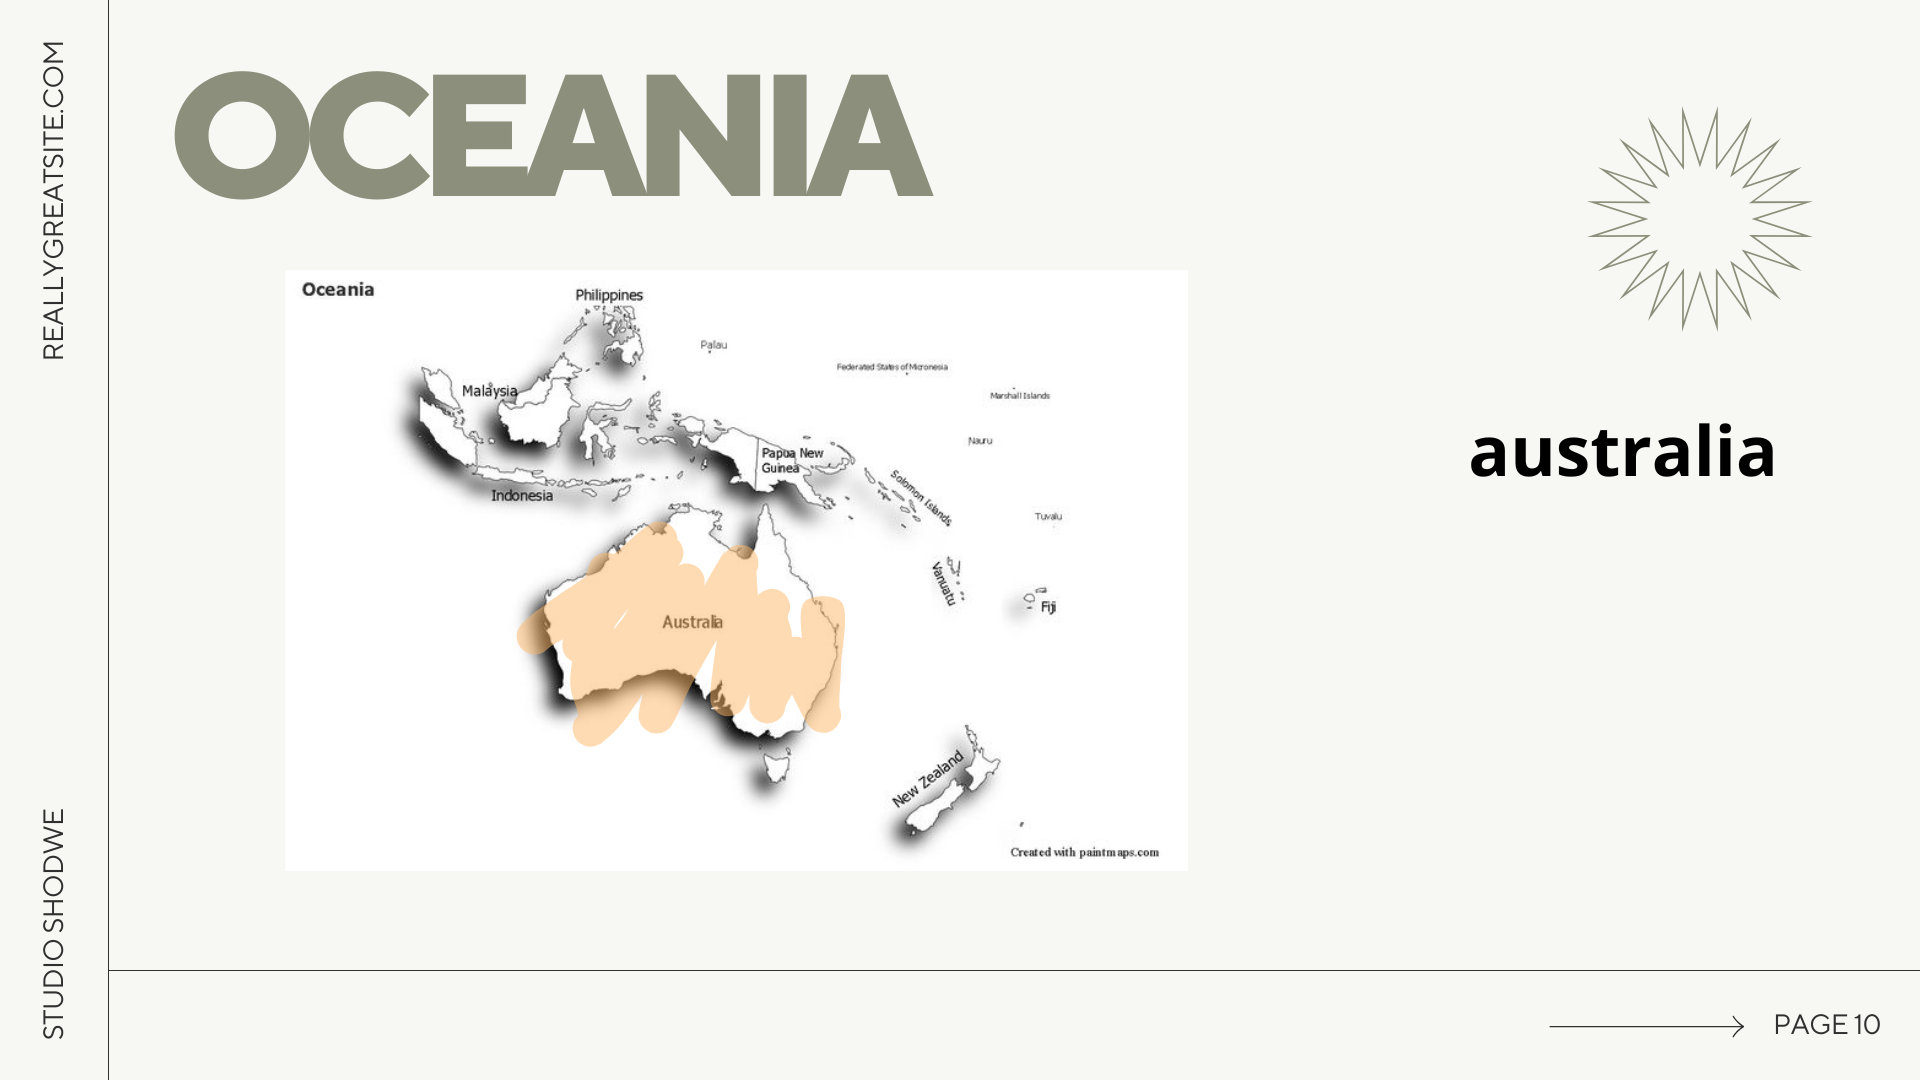 REALLYGREATSITE.COM
STUDIO SHODWE
OCEANIA
Oceania
Philippines
Palau
Federated States of Micronesia
Malaysia
Marshall Islands
Nauru
Papua New
Guinea
Indonesia
Solomon Islands
Tuvalu
Vanuatu
Fiji
Australia
New Zealand
Created with paintmaps.com
australia
PAGE 10